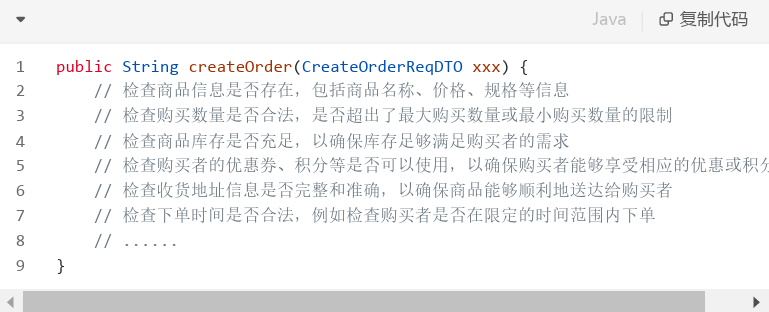 Java 复制代码
1 public String createOrder(CreateOrderReqDTO xxx) {
2 // 检查商品信息是否存在，包括商品名称、价格、规格等信息
3 // 检查购买数量是否合法，是否超出了最大购买数量或最小购买数量的限制
4 // 检查商品库存是否充足，以确保库存足够满足购买者的需求
5 // 检查购买者的优惠券、积分等是否可以使用，以确保购买者能够享受相应的优惠或积分
6 // 检查收货地址信息是否完整和准确，以确保商品能够顺利地送达给购买者
7 // 检查下单时间是否合法，例如检查购买者是否在限定的时间范围内下单
8 // ......
9 }